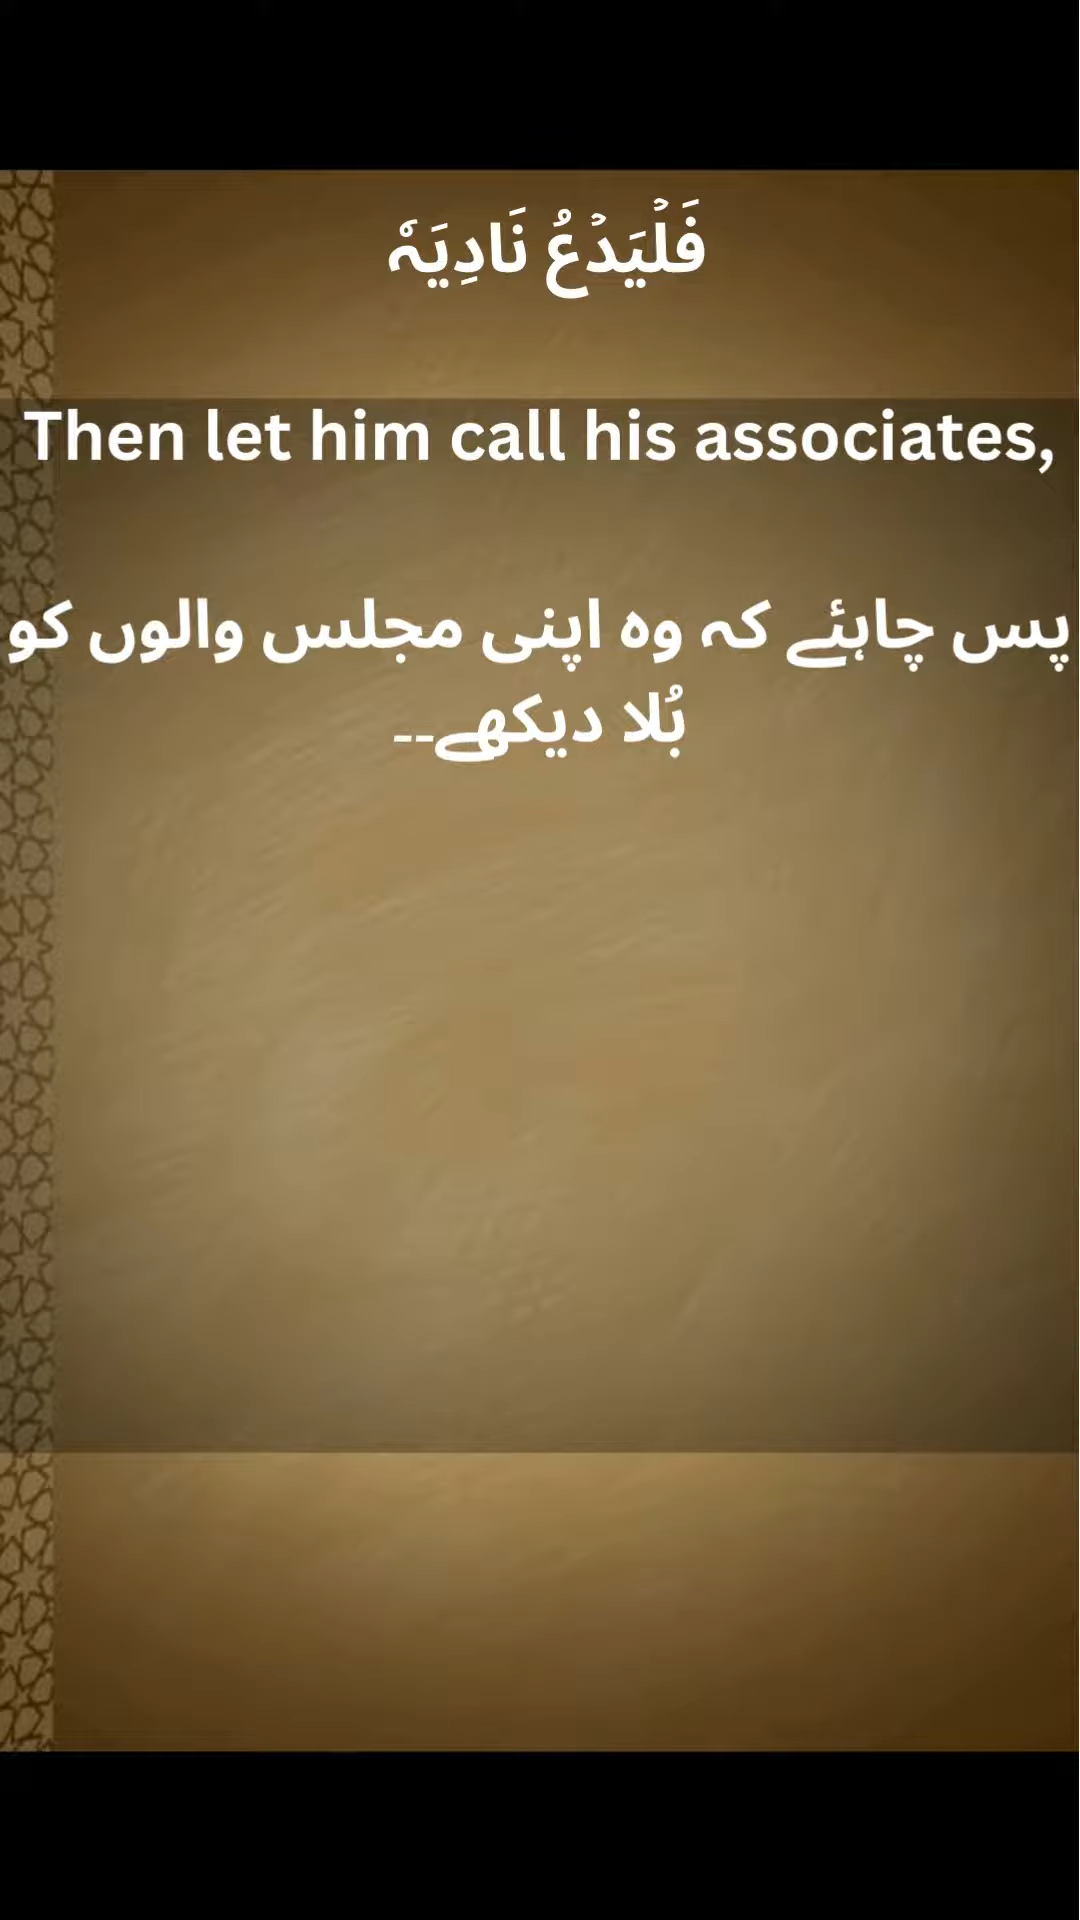 فَلۡیَدۡعُ نَادِیَہٗ
Then let him call his associates,
پس چاہئے کہ وہ اپنی مجلس والوں کو
بُلا دیکھے۔۔